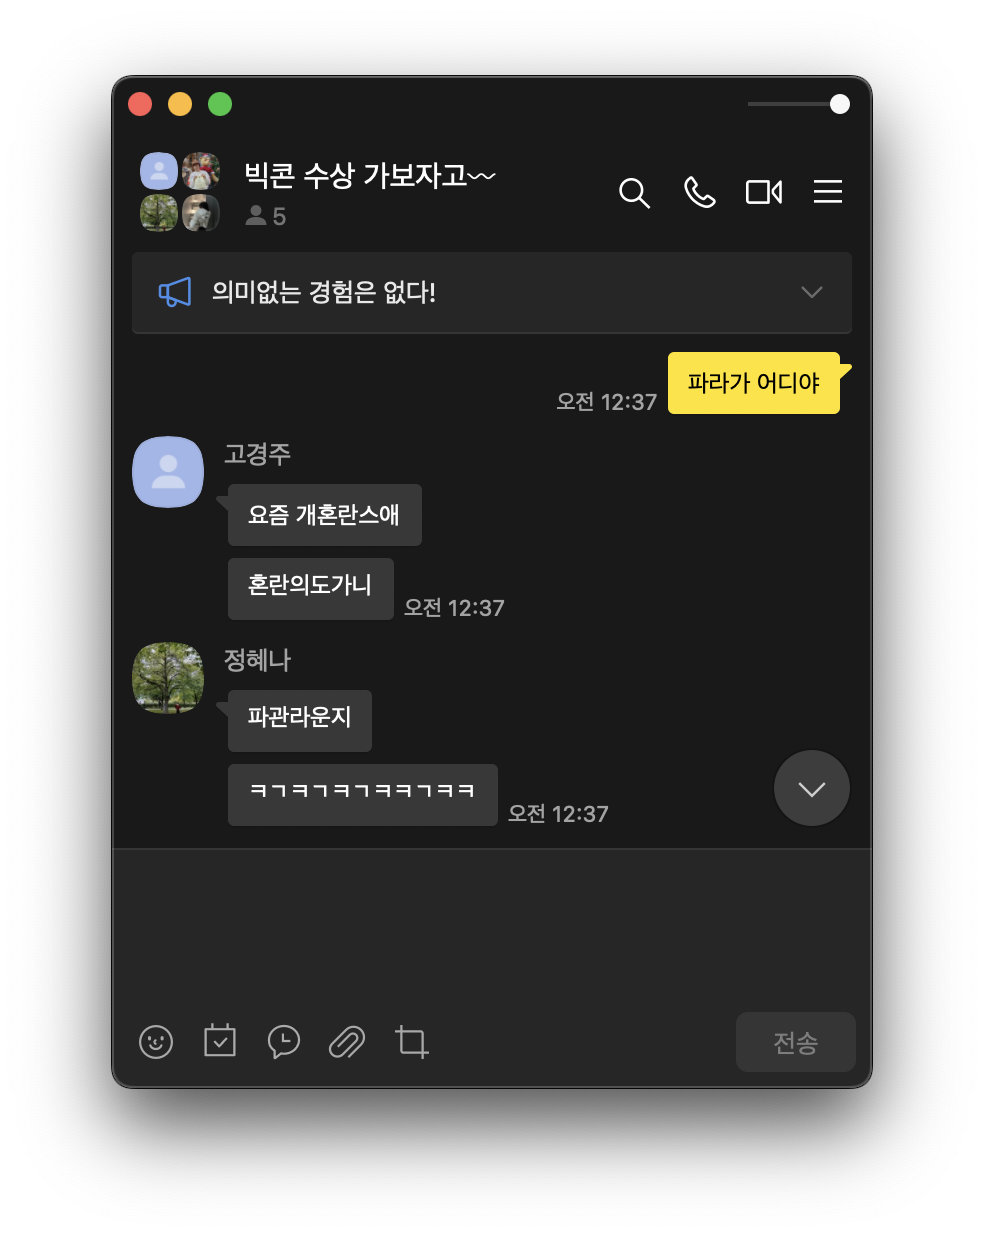 빅콘 수상 가보자고~
5
의미없는 경험은 없다!
파라가 어디야
오전 12:37
고경주
요즘 개혼란스애
혼란의도가니
오전 12:37
정혜나
파관라운지
ㅋㄱㅋㄱㅋㄱㅋㅋㄱㅋㅋ
오전 12:37
전송